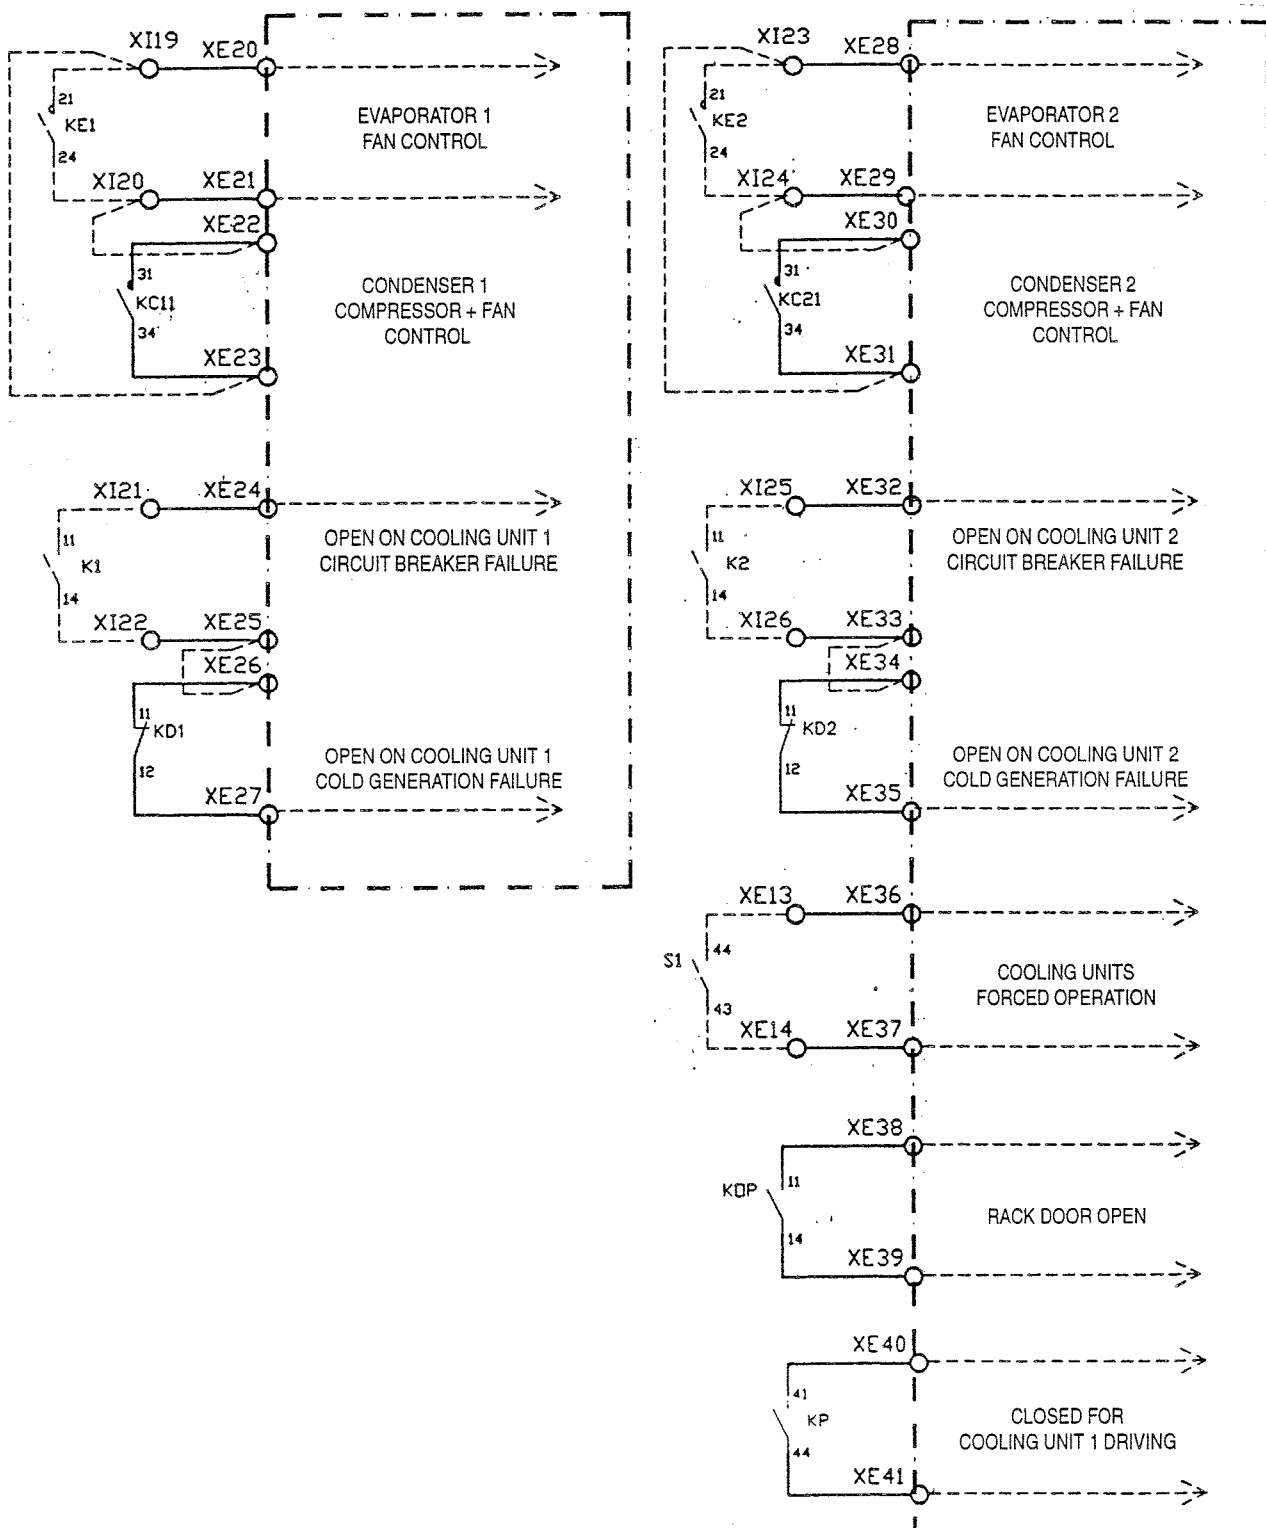 XI19
XE20
21
KE1
24
EVAPORATOR 1
FAN CONTROL
XI20
XE21
XE22
31
KC11
34
CONDENSER 1
COMPRESSOR + FAN
CONTROL
XE23
XI21
XE24
11
K1
14
OPEN ON COOLING UNIT 1
CIRCUIT BREAKER FAILURE
XI22
XE25
XE26
11
KD1
12
OPEN ON COOLING UNIT 1
COLD GENERATION FAILURE
XE27
XI23
XE28
21
KE2
24
EVAPORATOR 2
FAN CONTROL
XI24
XE29
XE30
31
KC21
34
CONDENSER 2
COMPRESSOR + FAN
CONTROL
XE31
XI25
XE32
11
K2
14
OPEN ON COOLING UNIT 2
CIRCUIT BREAKER FAILURE
XI26
XE33
XE34
11
KD2
12
OPEN ON COOLING UNIT 2
COLD GENERATION FAILURE
XE35
XE13
XE36
44
S1
43
COOLING UNITS
FORCED OPERATION
XE14
XE37
XE38
11
KOP
14
RACK DOOR OPEN
XE39
XE40
41
KP
44
CLOSED FOR
COOLING UNIT 1 DRIVING
XE41